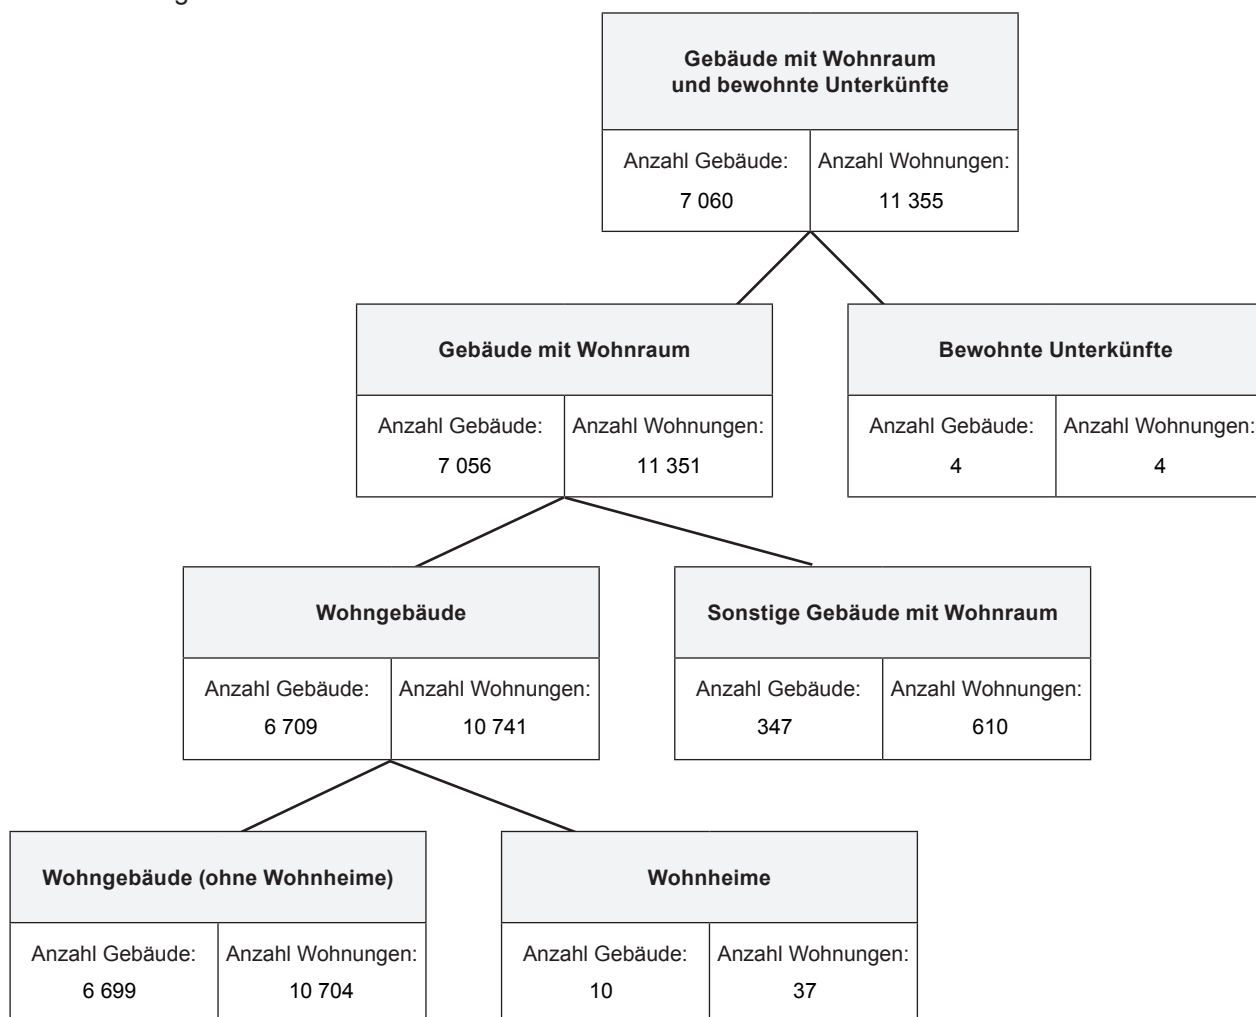 Gebäude mit Wohnraum
und bewohnte Unterkünfte
Anzahl Gebäude: Anzahl Wohnungen:
7 060 11 355
Gebäude mit Wohnraum
Anzahl Gebäude: Anzahl Wohnungen:
7 056 11 351
Bewohnte Unterkünfte
Anzahl Gebäude: Anzahl Wohnungen:
4 4
Wohngebäude
Anzahl Gebäude: Anzahl Wohnungen:
6 709 10 741
Sonstige Gebäude mit Wohnraum
Anzahl Gebäude: Anzahl Wohnungen:
347 610
Wohngebäude (ohne Wohnheime)
Anzahl Gebäude: Anzahl Wohnungen:
6 699 10 704
Wohnheime
Anzahl Gebäude: Anzahl Wohnungen:
10 37